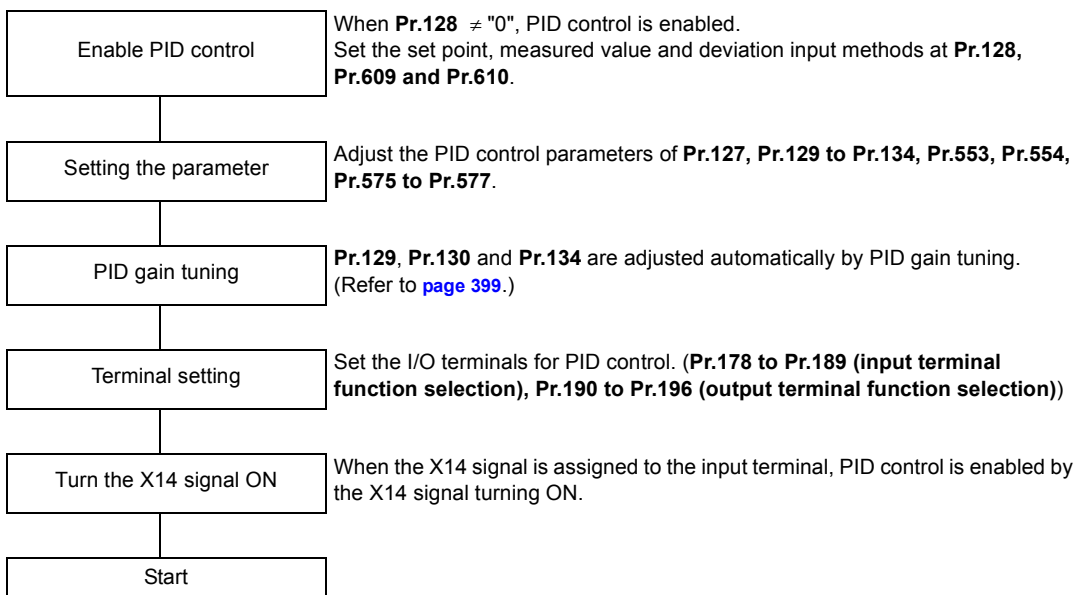 Enable PID control
When Pr.128 ≠ "0", PID control is enabled.
Set the set point, measured value and deviation input methods at Pr.128,
Pr.609 and Pr.610.
Setting the parameter
Adjust the PID control parameters of Pr.127, Pr.129 to Pr.134, Pr.553, Pr.554,
Pr.575 to Pr.577.
PID gain tuning
Pr.129, Pr.130 and Pr.134 are adjusted automatically by PID gain tuning.
(Refer to page 399.)
Terminal setting
Set the I/O terminals for PID control. (Pr.178 to Pr.189 (input terminal
function selection), Pr.190 to Pr.196 (output terminal function selection))
Turn the X14 signal ON
When the X14 signal is assigned to the input terminal, PID control is enabled by
the X14 signal turning ON.
Start